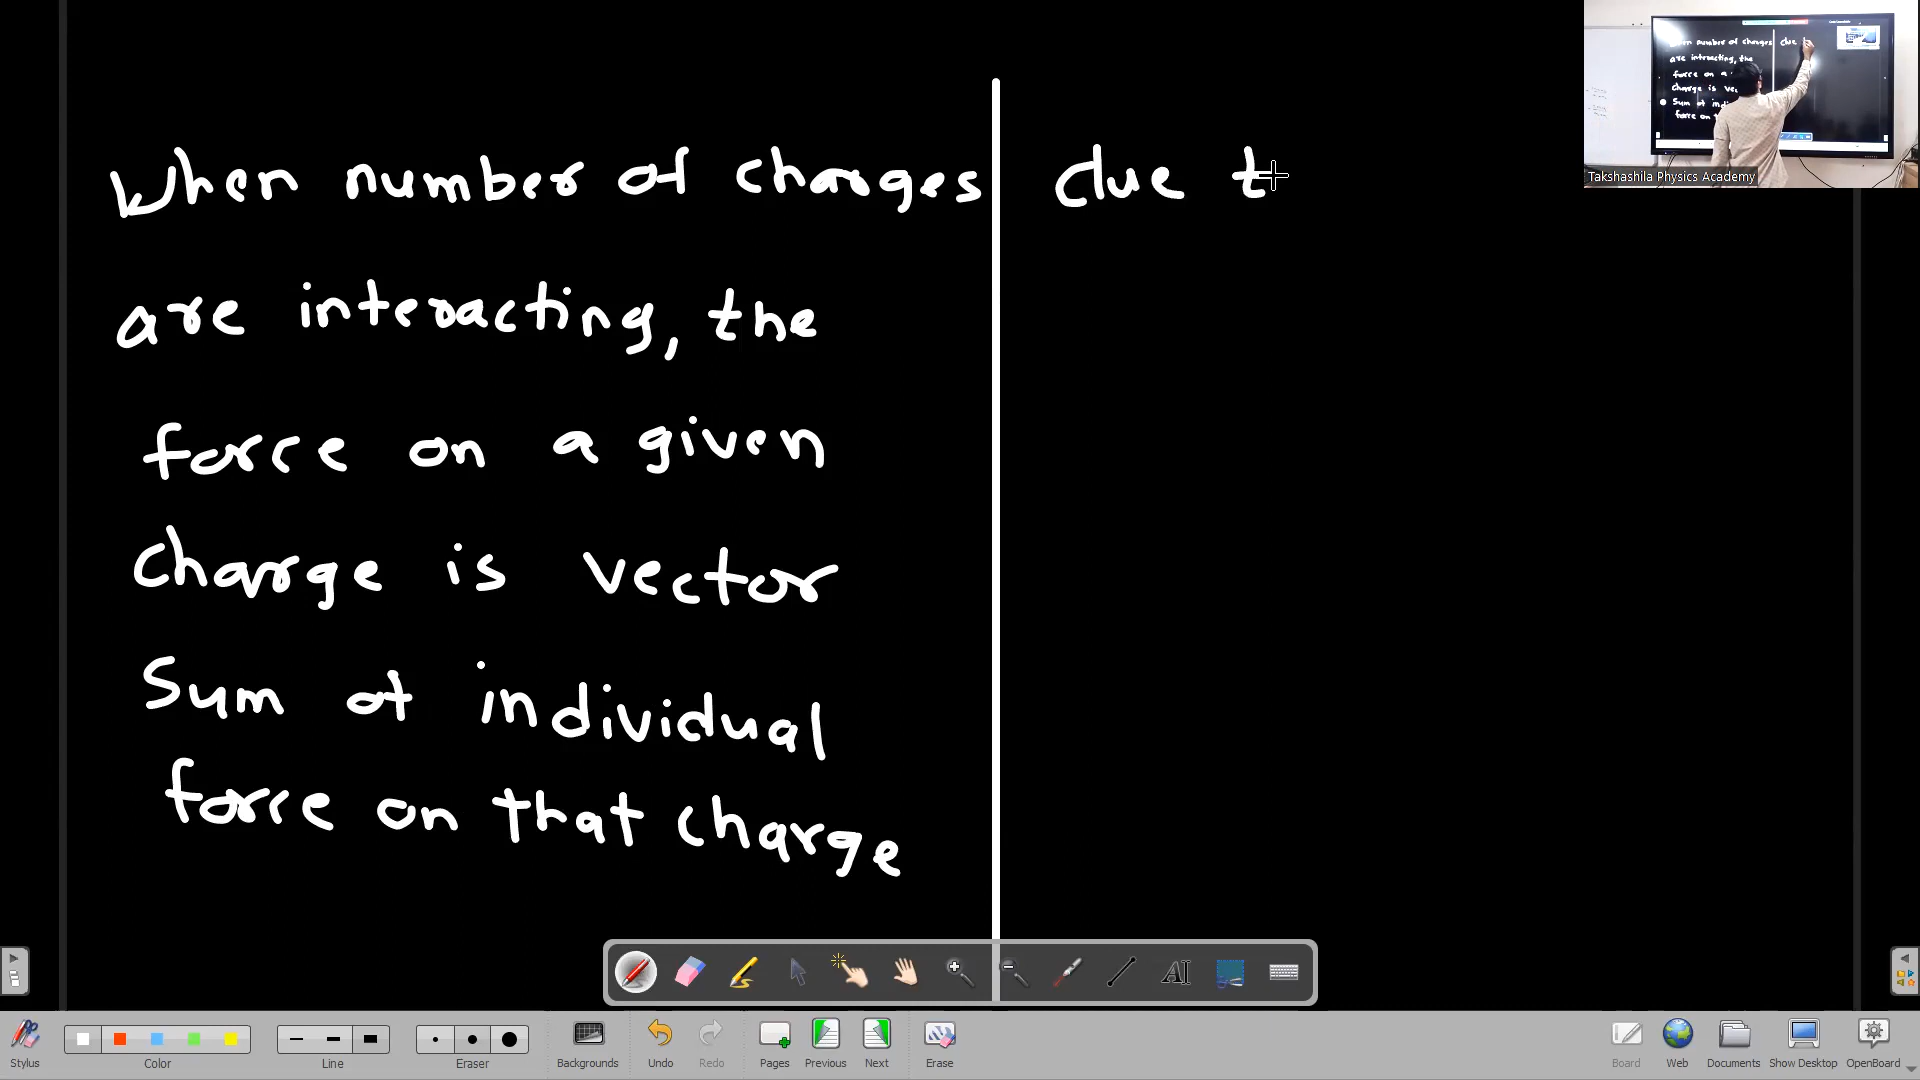 When number of charges
are interacting, the
force on a given
charge is vector
Sum of individual
force on that charge
due t
Takshashila Physics Academy
Stylus
Color
Line
Eraser
Backgrounds
Undo
Redo
Pages
Previous
Next
Erase
Board
Web
Documents
Show Desktop
OpenBoard